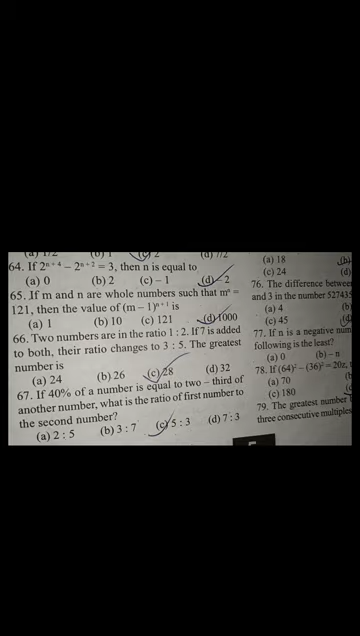 (a) 1/2 (b) 1 (c) 2 (d) 7/2
64. If 2ⁿ⁺⁴ – 2ⁿ⁺² = 3, then n is equal to
(a) 0 (b) 2 (c) – 1 (d) –2
65. If m and n are whole numbers such that mⁿ =
121, then the value of (m – 1)ⁿ⁺¹ is
(a) 1 (b) 10 (c) 121 (d) 1000
66. Two numbers are in the ratio 1 : 2. If 7 is added
to both, their ratio changes to 3 : 5. The greatest
number is
(a) 24 (b) 26 (c) 28 (d) 32
67. If 40% of a number is equal to two – third of
another number, what is the ratio of first number to
the second number?
(a) 2 : 5 (b) 3 : 7 (c) 5 : 3 (d) 7 : 3
(a) 18 (b)
(c) 24 (d)
76. The difference between
and 3 in the number 527435
(a) 4 (b)
(c) 45 (d
77. If n is a negative num
following is the least?
(a) 0 (b) – n
78. If (64)² – (36)² = 20z,
(a) 70
(c) 180
79. The greatest number
three consecutive multiples